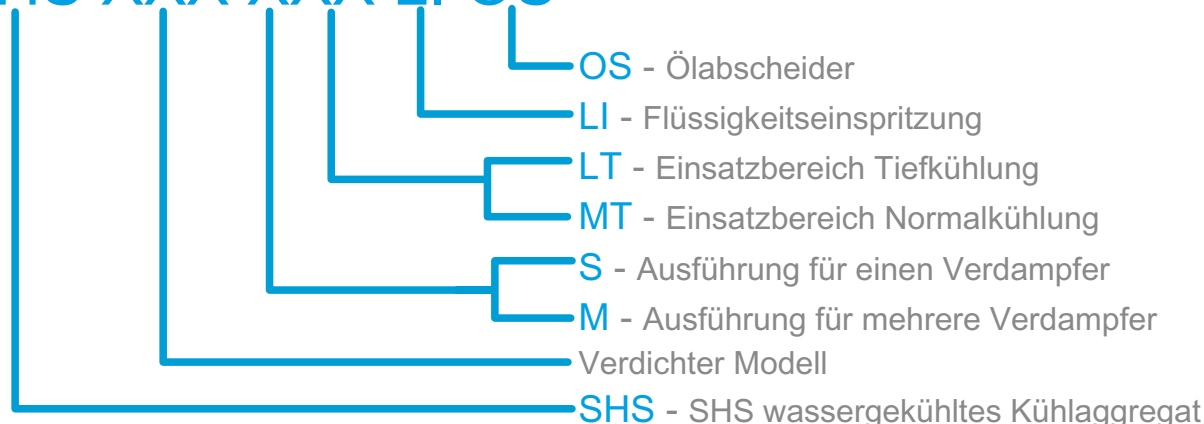 OS - Ölabscheider
LI - Flüssigkeitseinspritzung
LT - Einsatzbereich Tiefkühlung
MT - Einsatzbereich Normalkühlung
S - Ausführung für einen Verdampfer
M - Ausführung für mehrere Verdampfer
Verdichter Modell
SHS - SHS wassergekühltes Kühlaggregat